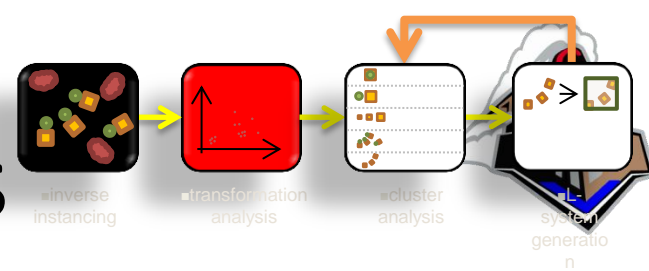 ▪inverse
instancing
▪transformation
analysis
▪cluster
analysis
▪L-
system
generatio
n